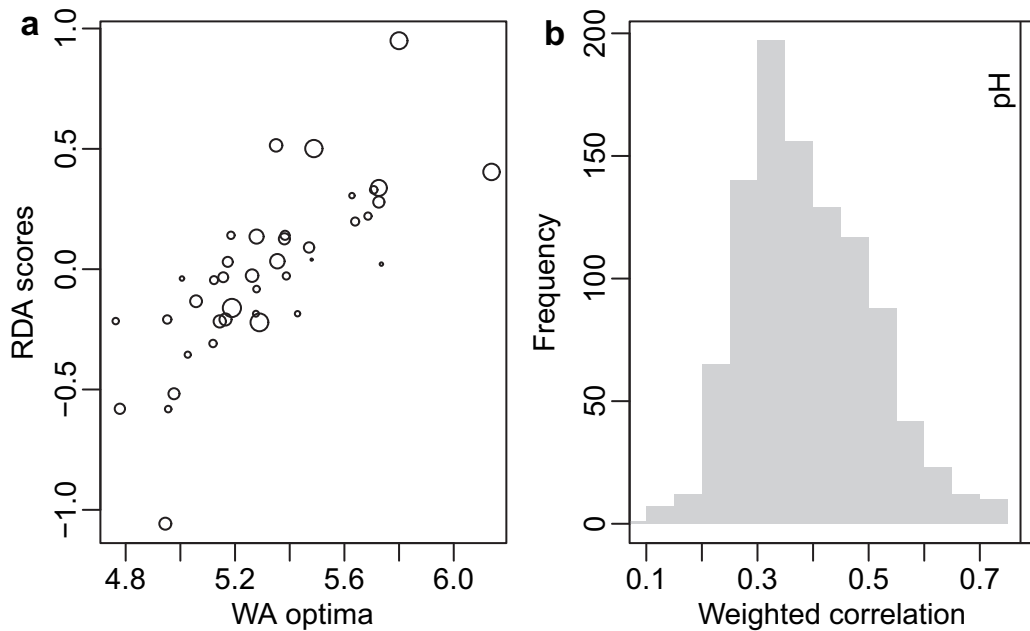 a
1.0
0.5
0.0
−0.5
−1.0
RDA scores
4.8
5.2
5.6
6.0
WA optima
b
200
150
100
50
0
Frequency
pH
0.1
0.3
0.5
0.7
Weighted correlation